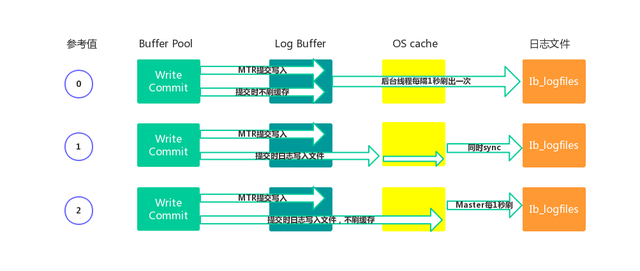 参考值 Buffer Pool Log Buffer OS cache 日志文件
0
Write
Commit
MTR提交写入
提交时不刷缓存
后台线程每隔1秒刷出一次
Ib_logfiles
1
Write
Commit
MTR提交写入
提交时日志写入文件
同时sync
Ib_logfiles
2
Write
Commit
MTR提交写入
提交时日志写入文件，不刷缓存
Master每1秒刷
Ib_logfiles